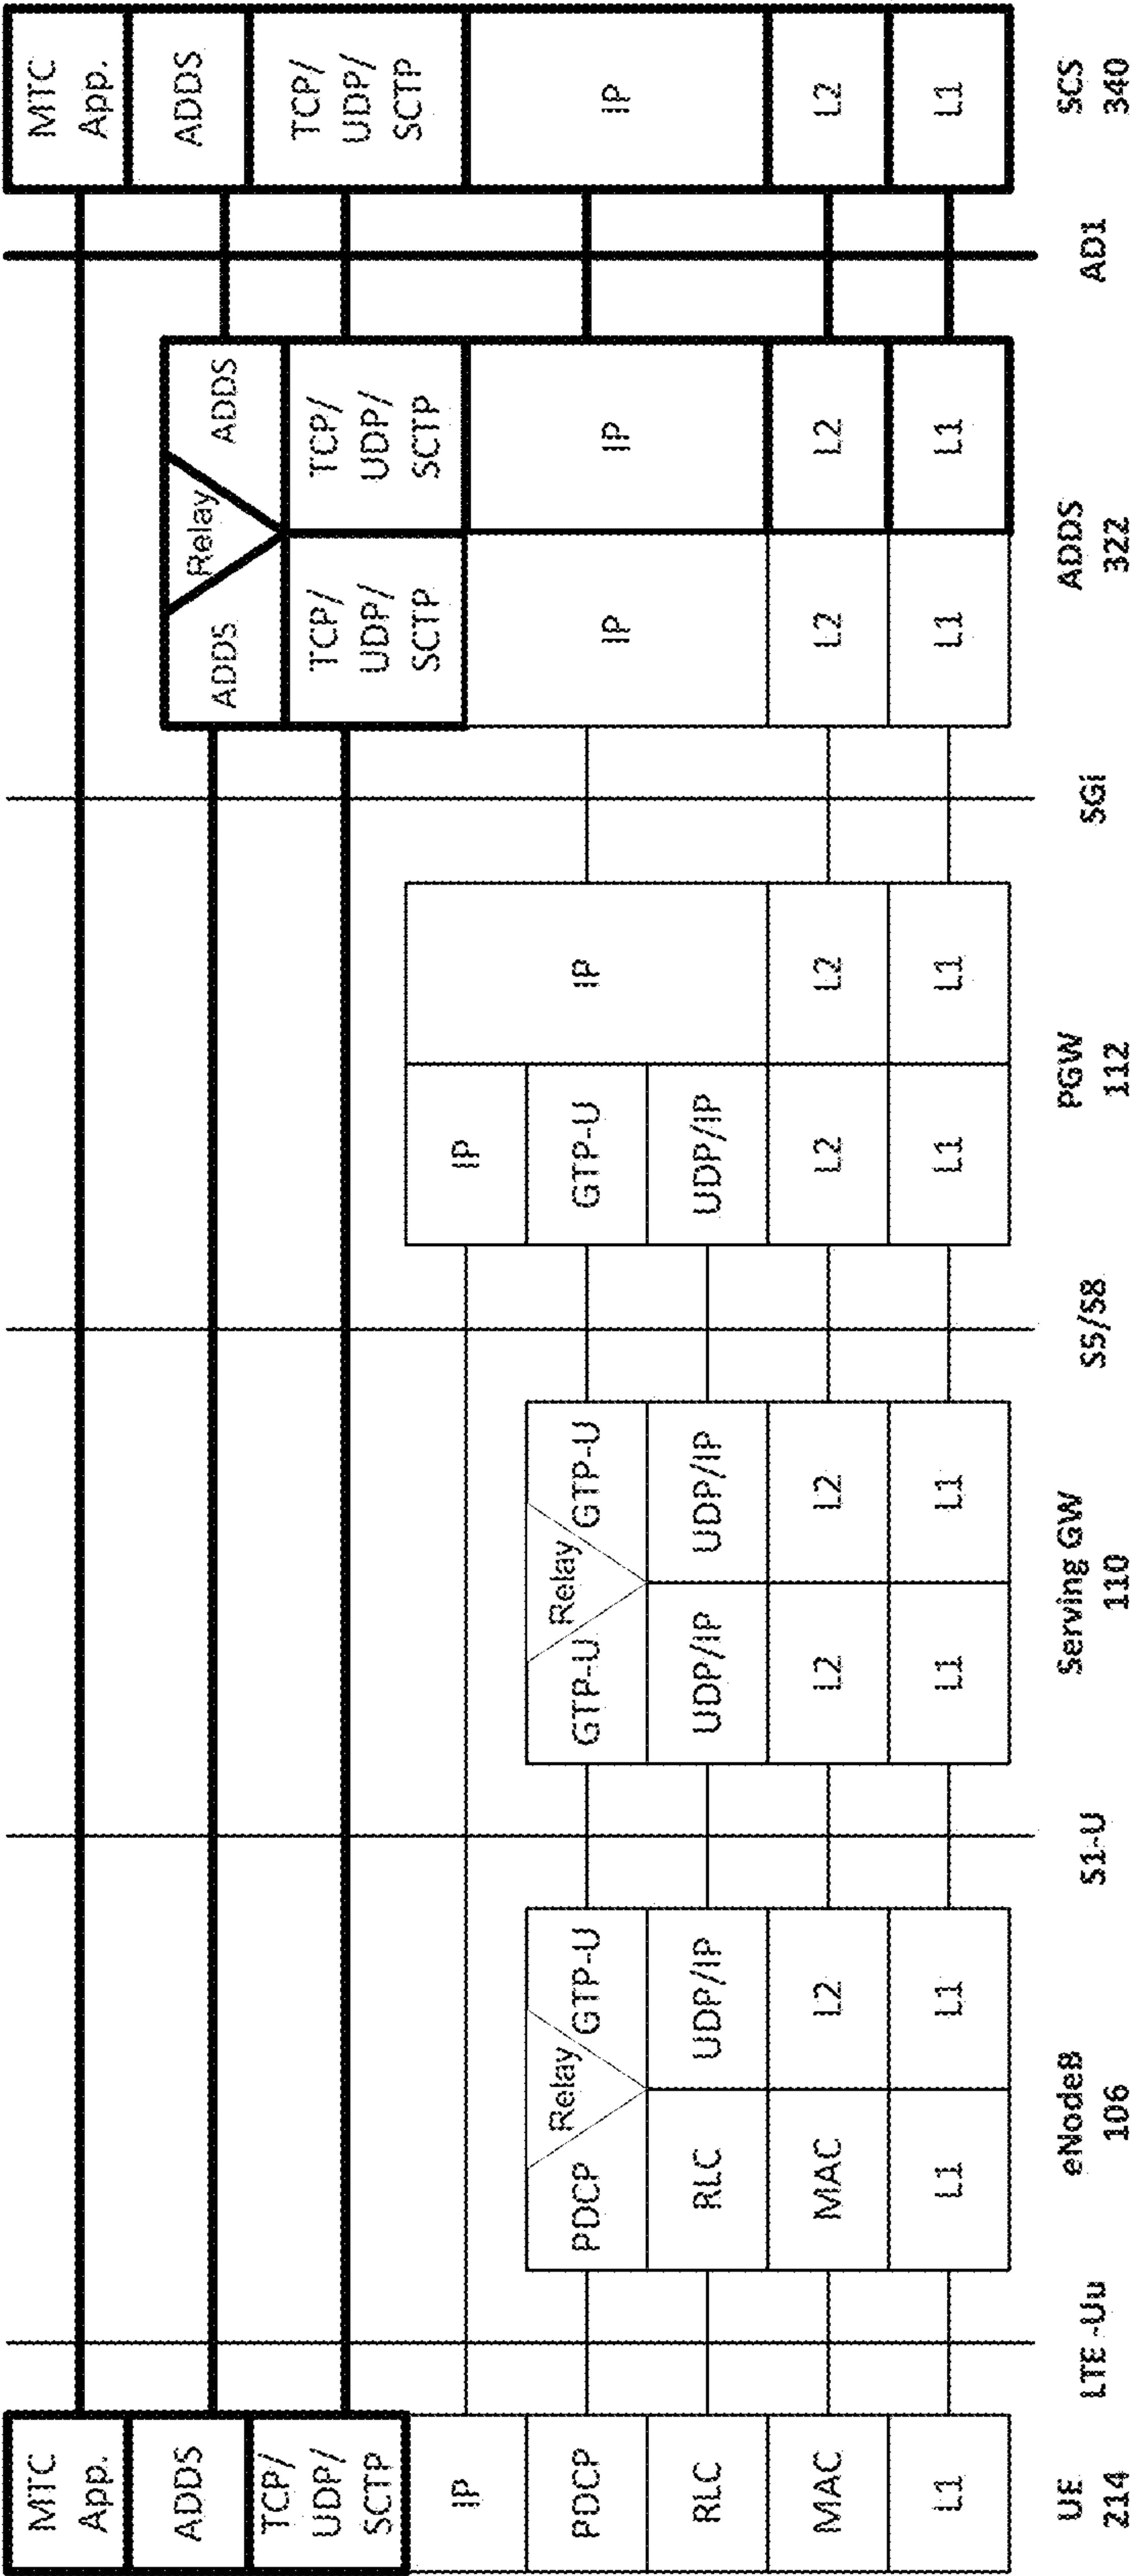 MTC
App.
ADDS
TCP/
UDP/
SCTP
IP
PDCP
RLC
MAC
L1
UE
214
LTE-Uu
Relay
PDCP
GTP-U
RLC
UDP/IP
MAC
L2
L1
L1
eNodeB
106
S1-U
Relay
GTP-U
GTP-U
UDP/IP
UDP/IP
L2
L2
L1
L1
Serving GW
110
S5/S8
IP
IP
GTP-U
UDP/IP
L2
L2
L1
L1
PGW
112
SGi
Relay
ADDS
ADDS
TCP/
UDP/
SCTP
TCP/
UDP/
SCTP
IP
IP
L2
L2
L1
L1
ADDS
322
AD1
MTC
App.
ADDS
TCP/
UDP/
SCTP
IP
L2
L1
SCS
340